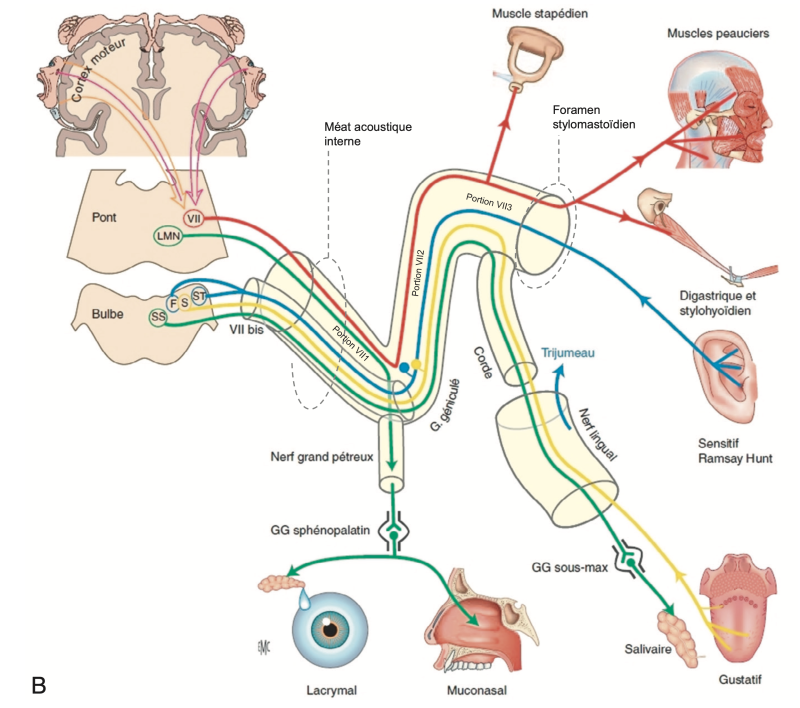 Cortex moteur
Muscle stapédien
Muscles peauciers
Méat acoustique
interne
Foramen
stylomastoïdien
Pont
VII
LMN
Portion VII3
Portion VII2
Bulbe
F
S
ST
SS
VII bis
Portion VII1
G. géniculé
Digastrique et
stylohyoïdien
Corde
Trijumeau
Nerf lingual
Sensitif
Ramsay Hunt
Nerf grand pétreux
GG sphénopalatin
GG sous-max
EMC
Salivaire
Gustatif
Lacrymal
Muconasal
B